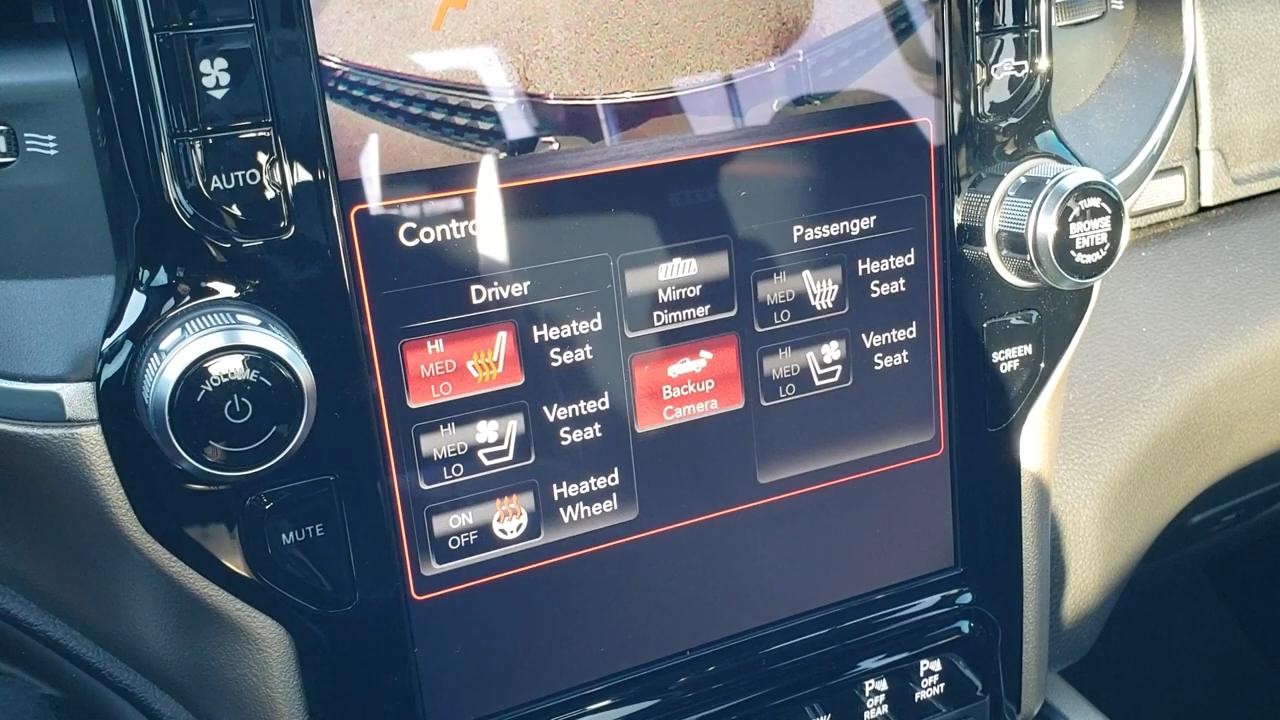 AUTO
VOLUME
MUTE
Contro
Driver
HI
MED
LO
Heated
Seat
HI
MED
LO
Vented
Seat
ON
OFF
Heated
Wheel
Mirror
Dimmer
Backup
Camera
Passenger
HI
MED
LO
Heated
Seat
HI
MED
LO
Vented
Seat
TUNE
BROWSE
ENTER
SCROLL
SCREEN
OFF
P
OFF
REAR
P
OFF
FRONT